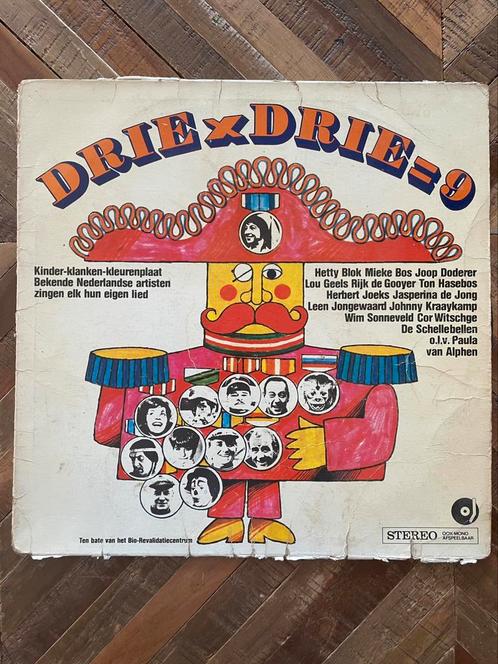 DRIE x DRIE = 9
Kinder-klanken-kleurenplaat
Bekende Nederlandse artisten
zingen elk hun eigen lied
Hetty Blok Mieke Bos Joop Doderer
Lou Geels Rijk de Gooyer Ton Hasebos
Herbert Joeks Jasperina de Jong
Leen Jongewaard Johnny Kraaykamp
Wim Sonneveld Cor Witschge
De Schellebellen
o.l.v. Paula
van Alphen
Ten bate van het Bio-Revalidatiecentrum
STEREO
OOK MONO
AFSPEELBAAR